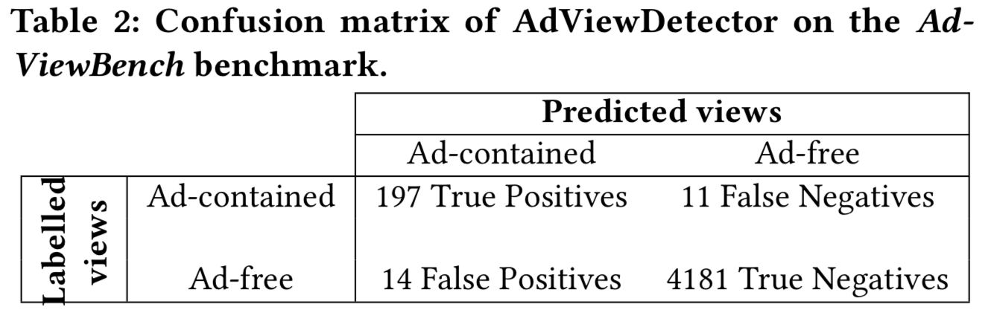 Table 2: Confusion matrix of AdViewDetector on the Ad-
ViewBench benchmark.
Predicted views
Ad-contained Ad-free
Labelled
views
Ad-contained 197 True Positives 11 False Negatives
Ad-free 14 False Positives 4181 True Negatives